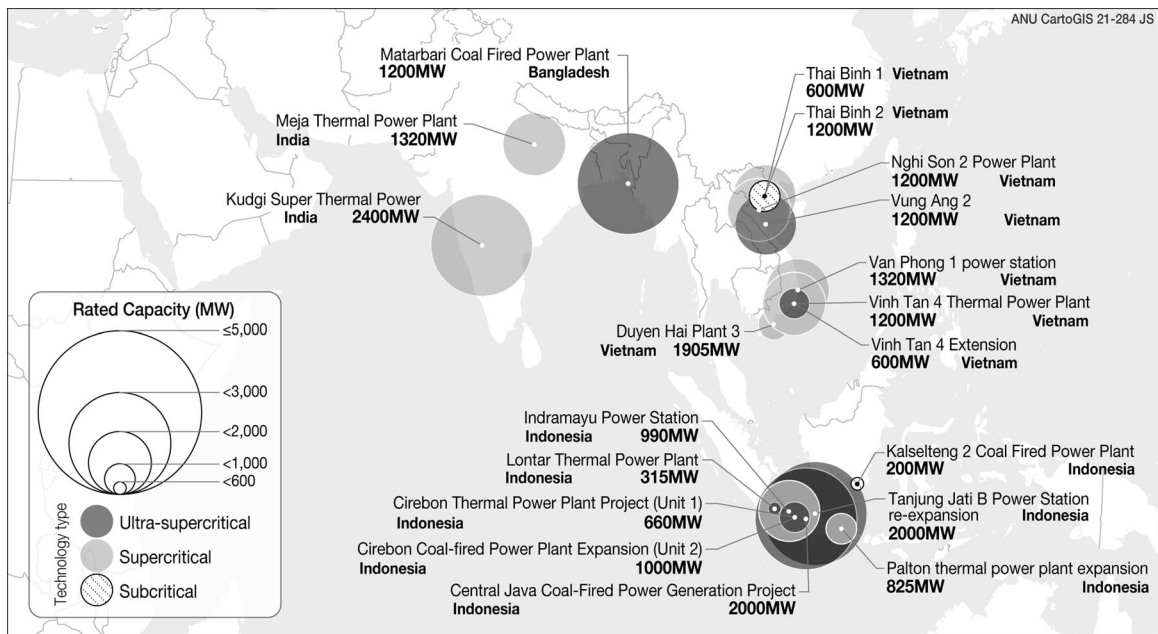 ANU CartoGIS 21-284 JS
Matarbari Coal Fired Power Plant
1200MW Bangladesh
Meja Thermal Power Plant
India 1320MW
Kudgi Super Thermal Power
India 2400MW
Thai Binh 1 Vietnam
600MW
Thai Binh 2 Vietnam
1200MW
Nghi Son 2 Power Plant
1200MW Vietnam
Vung Ang 2
1200MW Vietnam
Van Phong 1 power station
1320MW Vietnam
Vinh Tan 4 Thermal Power Plant
1200MW Vietnam
Vinh Tan 4 Extension
600MW Vietnam
Duyen Hai Plant 3
Vietnam 1905MW
Indramayu Power Station
Indonesia 990MW
Lontar Thermal Power Plant
Indonesia 315MW
Cirebon Thermal Power Plant Project (Unit 1)
Indonesia 660MW
Cirebon Coal-fired Power Plant Expansion (Unit 2)
Indonesia 1000MW
Central Java Coal-Fired Power Generation Project
Indonesia 2000MW
Kalselteng 2 Coal Fired Power Plant
200MW Indonesia
Tanjung Jati B Power Station
re-expansion Indonesia
2000MW
Palton thermal power plant expansion
825MW Indonesia
Rated Capacity (MW)
≤5,000
<3,000
<2,000
<1,000
<600
Technology type
Ultra-supercritical
Supercritical
Subcritical